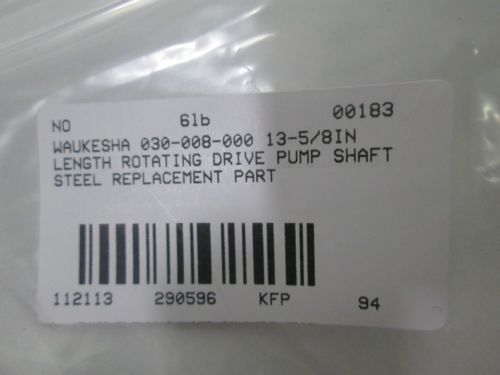 NO 6lb 00183
WAUKESHA 030-008-000 13-5/8IN
LENGTH ROTATING DRIVE PUMP SHAFT
STEEL REPLACEMENT PART
112113 290596 KFP 94